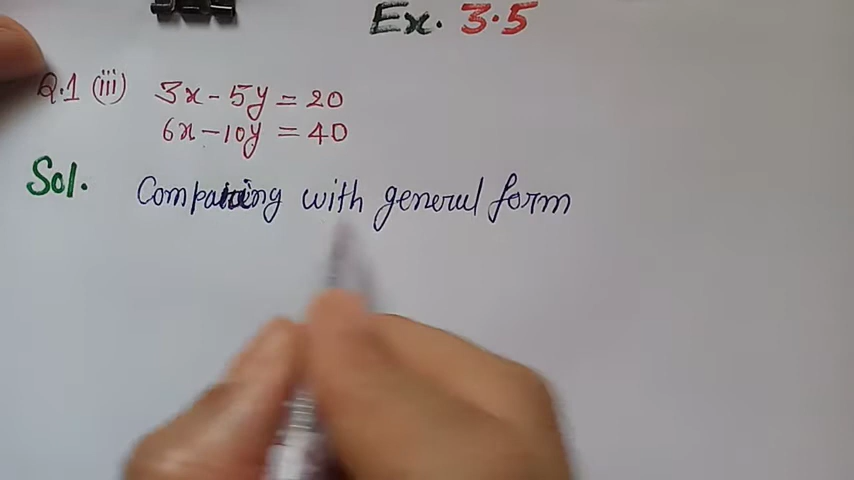 Ex. 3.5
Q.1 (iii) 3x - 5y = 20
6x - 10y = 40
Sol. Comparing with general form